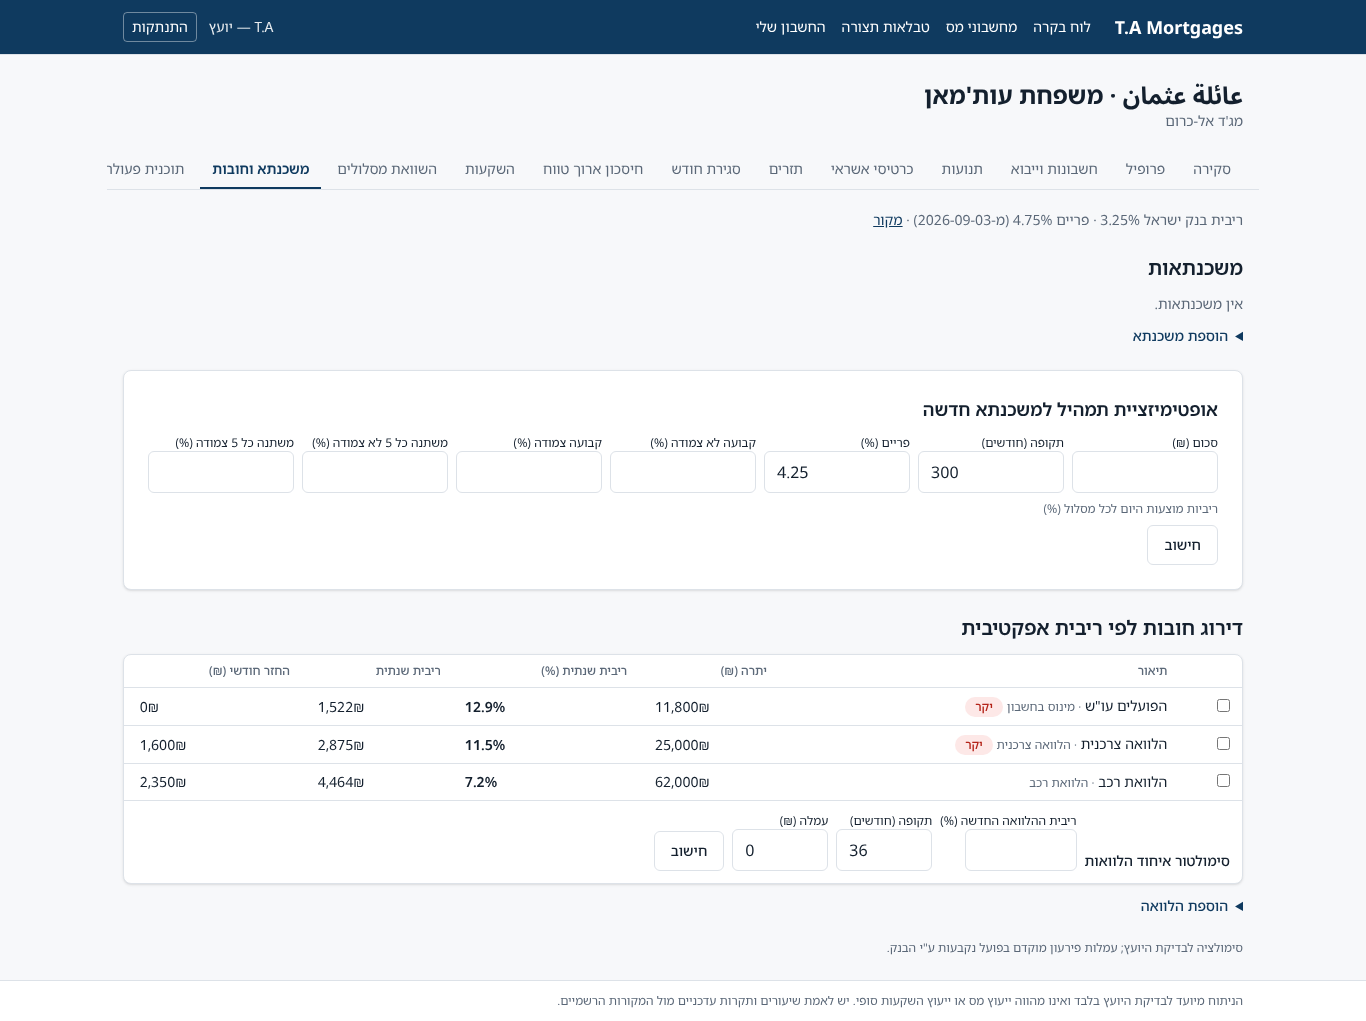 T.A Mortgages לוח בקרה מחשבוני מס טבלאות תצורה החשבון שלי T.A — יועץ התנתקות
عائلة عثمان · משפחת עות'מאן
מג'ד אל-כרום
סקירה פרופיל חשבונות וייבוא תנועות כרטיסי אשראי תזרים סגירת חודש חיסכון ארוך טווח השקעות השוואת מסלולים משכנתא וחובות תוכנית פעולר
ריבית בנק ישראל 3.25% · פריים 4.75% (מ-2026-09-03) · מקור
משכנתאות
אין משכנתאות.
הוספת משכנתא
אופטימיזציית תמהיל למשכנתא חדשה
סכום (₪) תקופה (חודשים) פריים (%) קבועה לא צמודה (%) קבועה צמודה (%) משתנה כל 5 לא צמודה (%) משתנה כל 5 צמודה (%)
300 4.25
ריביות מוצעות היום לכל מסלול (%)
חישוב
דירוג חובות לפי ריבית אפקטיבית
תיאור יתרה (₪) ריבית שנתית (%) ריבית שנתית החזר חודשי (₪)
הפועלים עו"ש · מינוס בחשבון יקר 11,800₪ 12.9% 1,522₪ 0₪
הלוואה צרכנית · הלוואה צרכנית יקר 25,000₪ 11.5% 2,875₪ 1,600₪
הלוואת רכב · הלוואת רכב 62,000₪ 7.2% 4,464₪ 2,350₪
ריבית ההלוואה החדשה (%) תקופה (חודשים) עמלה (₪)
סימולטור איחוד הלוואות 36 0 חישוב
הוספת הלוואה
סימולציה לבדיקת היועץ; עמלות פירעון מוקדם בפועל נקבעות ע"י הבנק.
הניתוח מיועד לבדיקת היועץ בלבד ואינו מהווה ייעוץ מס או ייעוץ השקעות סופי. יש לאמת שיעורים ותקרות עדכניים מול המקורות הרשמיים.